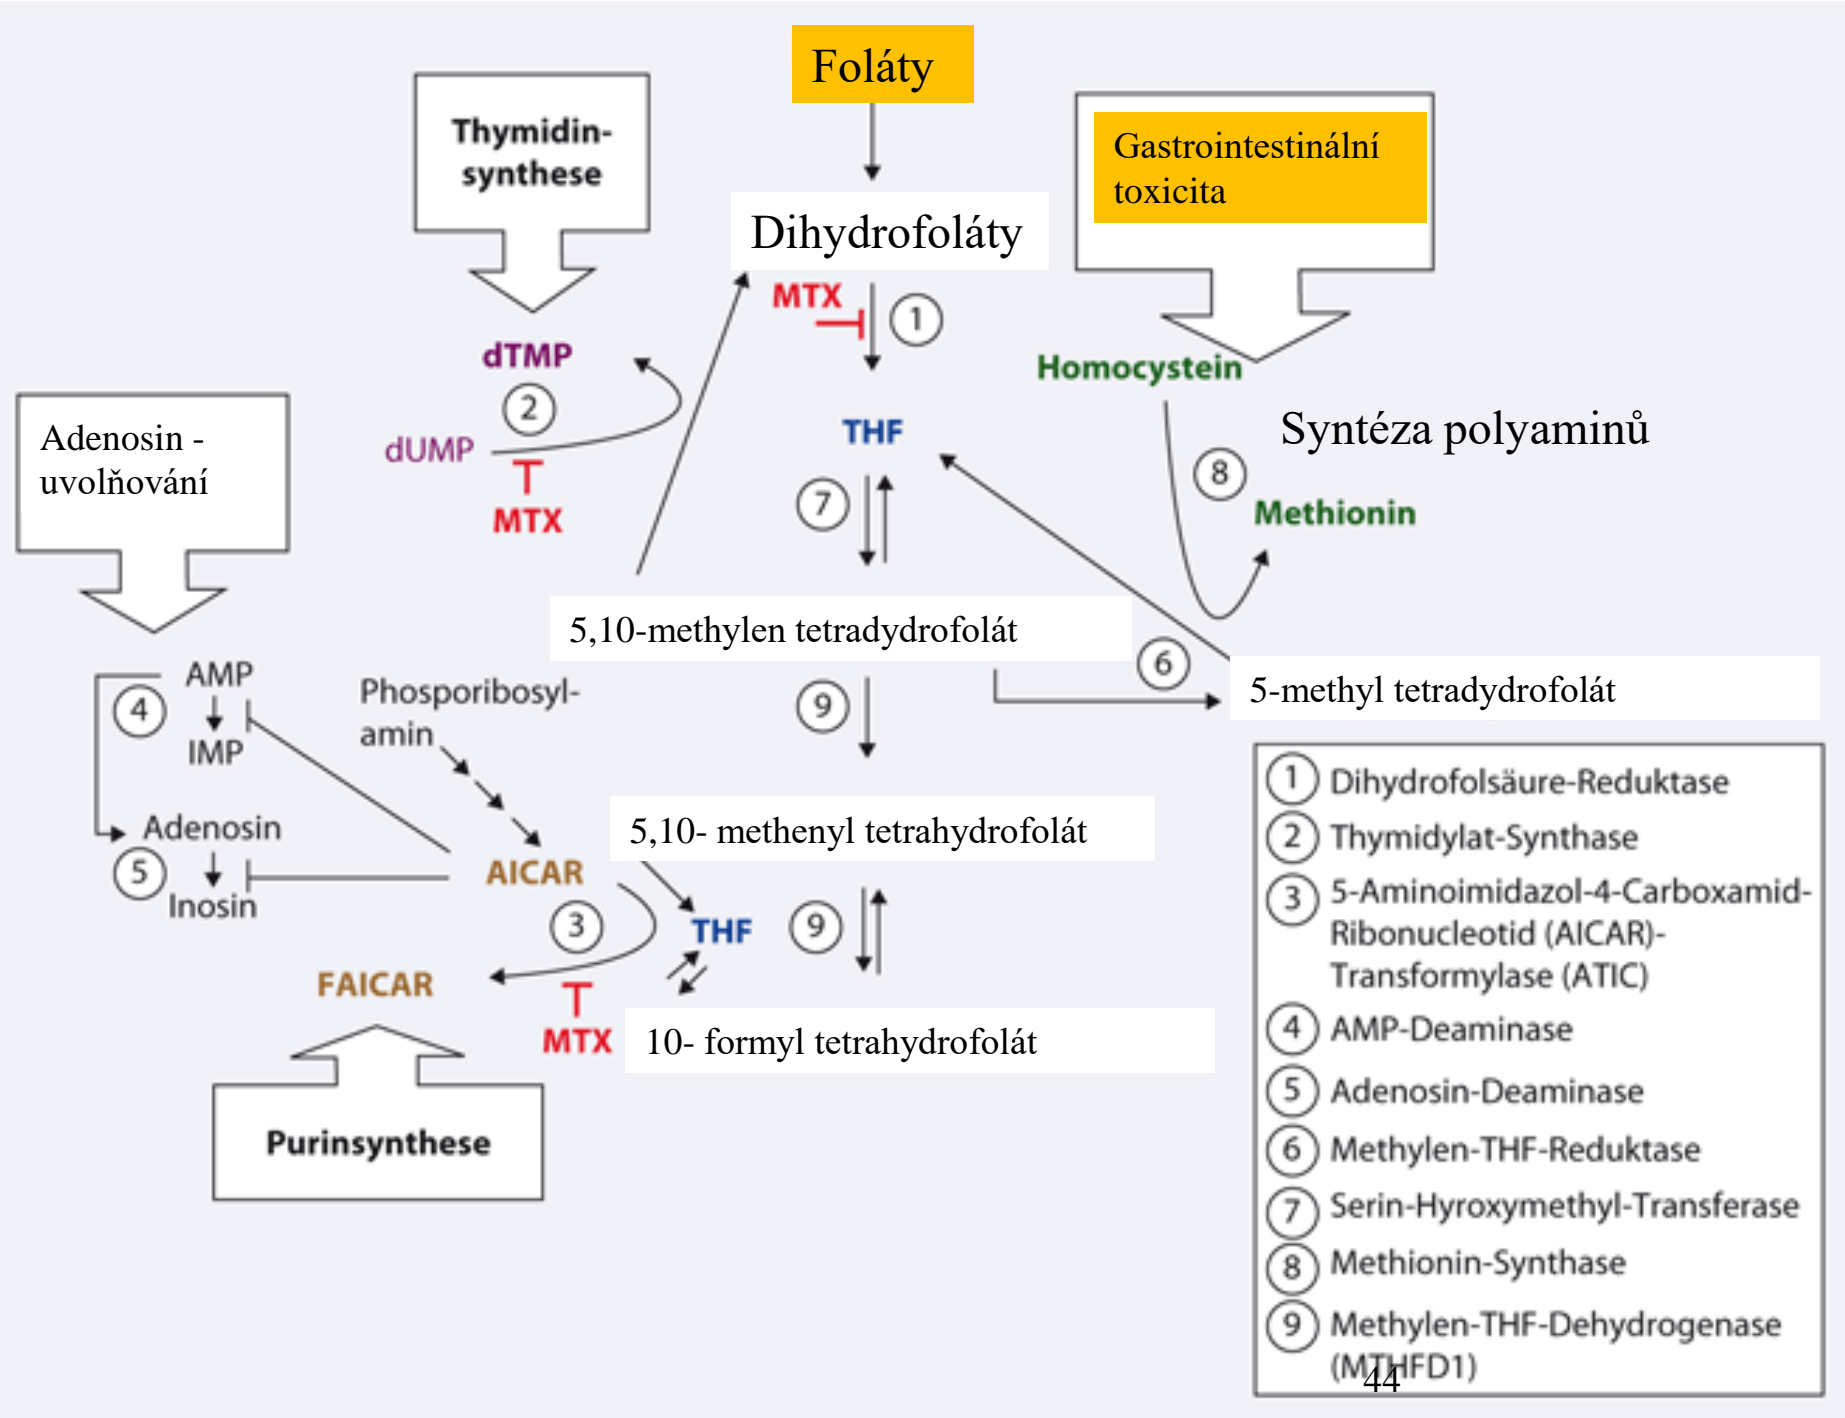 Foláty
Thymidin-
synthese
Gastrointestinální
toxicita
Dihydrofoláty
MTX
1
dTMP
Homocystein
2
dUMP
THF
Syntéza polyaminů
Adenosin -
uvolňování
8
7
MTX
Methionin
5,10-methylen tetradydrofolát
6
5-methyl tetradydrofolát
AMP
4
IMP
Phosporibosyl-
amin
9
Adenosin
5
Inosin
5,10- methenyl tetrahydrofolát
AICAR
3
THF
9
FAICAR
MTX
10- formyl tetrahydrofolát
Purinsynthese
1 Dihydrofolsäure-Reduktase
2 Thymidylat-Synthase
3 5-Aminoimidazol-4-Carboxamid-
Ribonucleotid (AICAR)-
Transformylase (ATIC)
4 AMP-Deaminase
5 Adenosin-Deaminase
6 Methylen-THF-Reduktase
7 Serin-Hyroxymethyl-Transferase
8 Methionin-Synthase
9 Methylen-THF-Dehydrogenase
(MTHFD1)
44